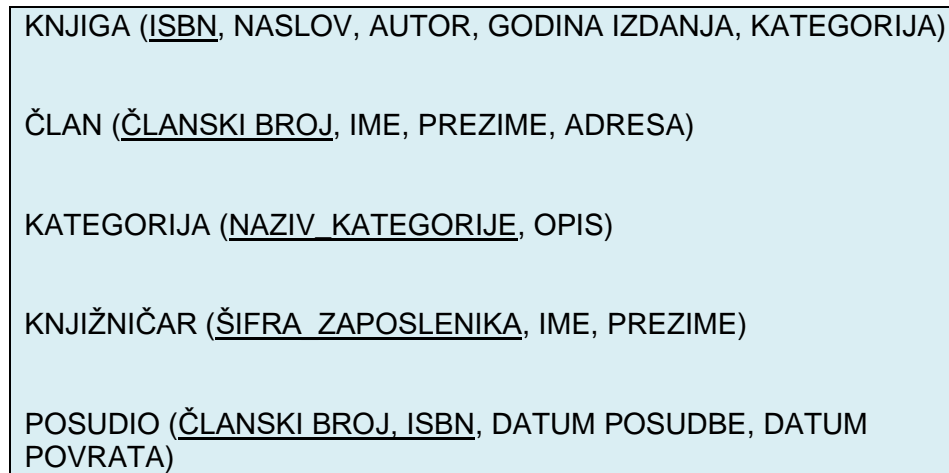 KNJIGA (ISBN, NASLOV, AUTOR, GODINA IZDANJA, KATEGORIJA)
ČLAN (ČLANSKI BROJ, IME, PREZIME, ADRESA)
KATEGORIJA (NAZIV_KATEGORIJE, OPIS)
KNJIŽNIČAR (ŠIFRA_ZAPOSLENIKA, IME, PREZIME)
POSUDIO (ČLANSKI BROJ, ISBN, DATUM POSUDBE, DATUM
POVRATA)